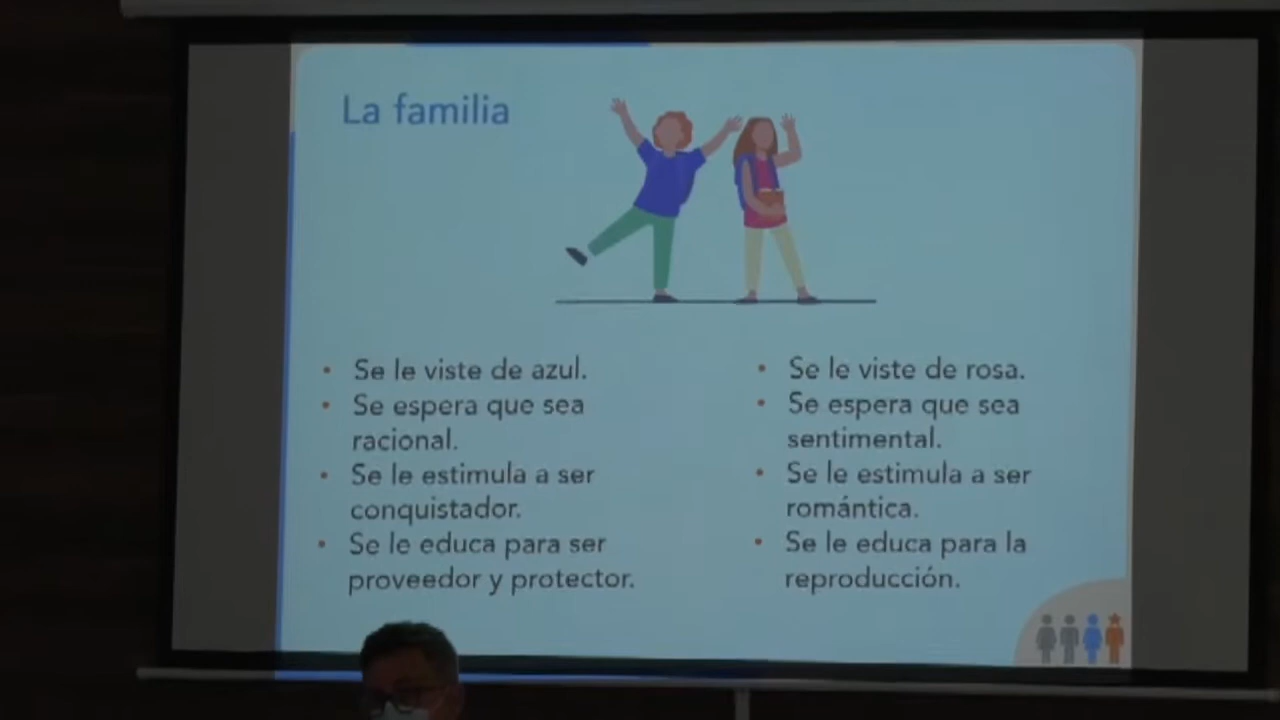 La familia
• Se le viste de azul.
• Se espera que sea
racional.
• Se le estimula a ser
conquistador.
• Se le educa para ser
proveedor y protector.
• Se le viste de rosa.
• Se espera que sea
sentimental.
• Se le estimula a ser
romántica.
• Se le educa para la
reproducción.